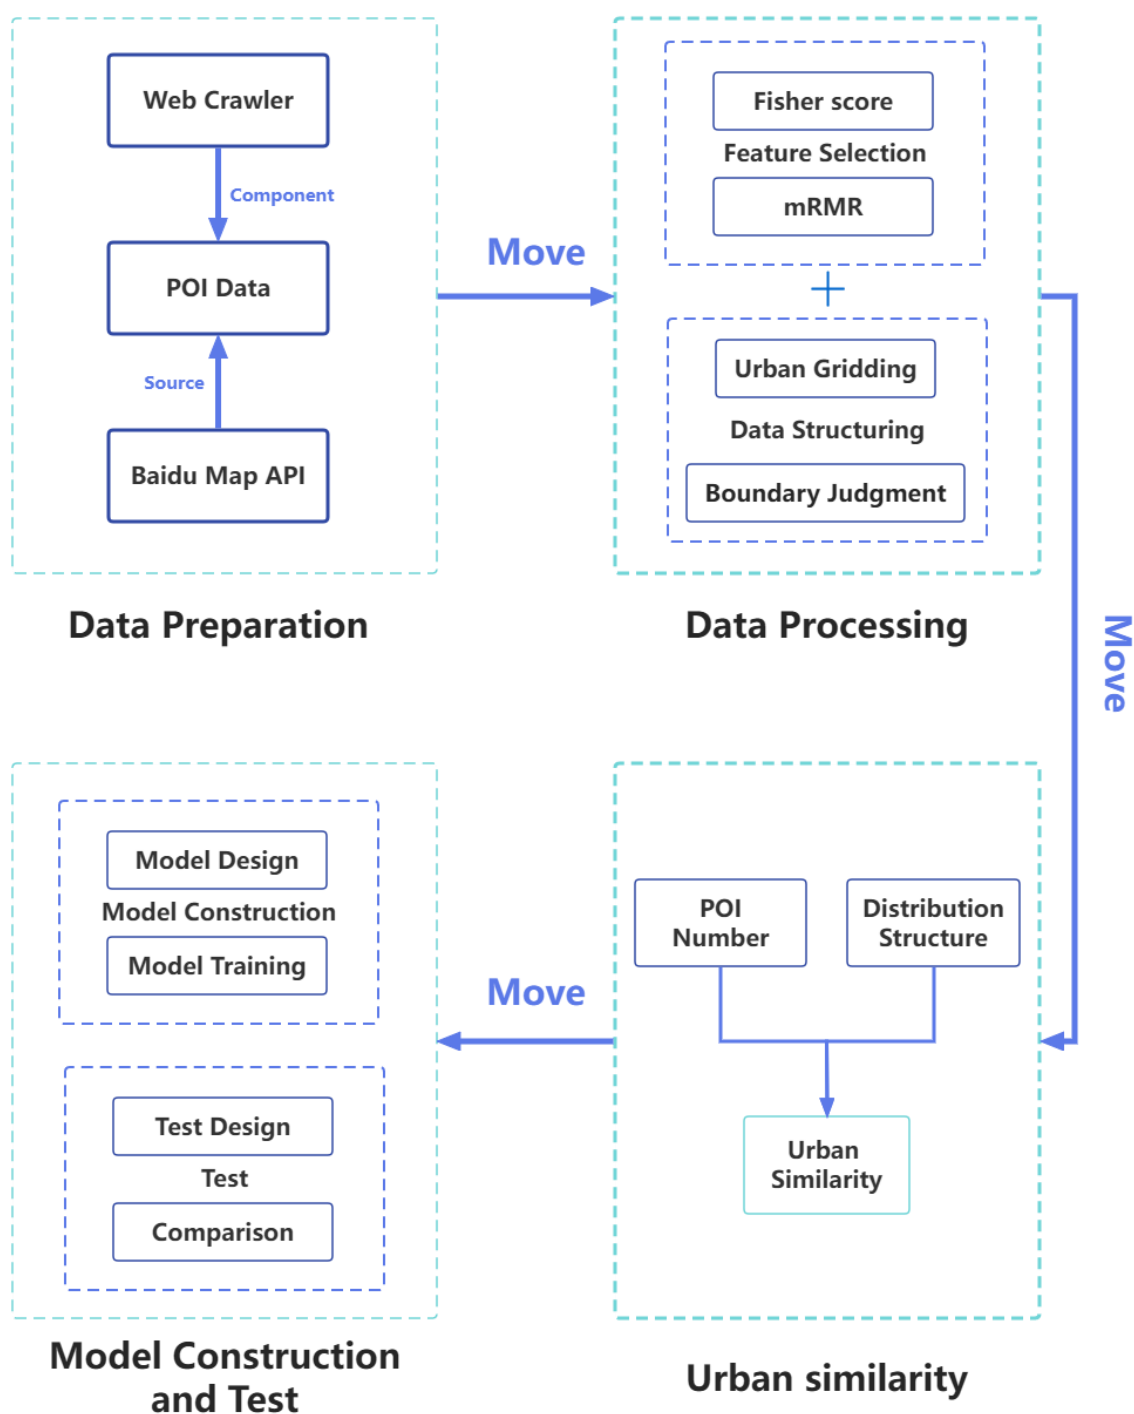 Web Crawler
Component
POI Data
Source
Baidu Map API
Data Preparation
Move
Fisher score
Feature Selection
mRMR
+
Urban Gridding
Data Structuring
Boundary Judgment
Data Processing
Move
POI
Number
Distribution
Structure
Urban
Similarity
Urban similarity
Move
Model Design
Model Construction
Model Training
Test Design
Test
Comparison
Model Construction
and Test